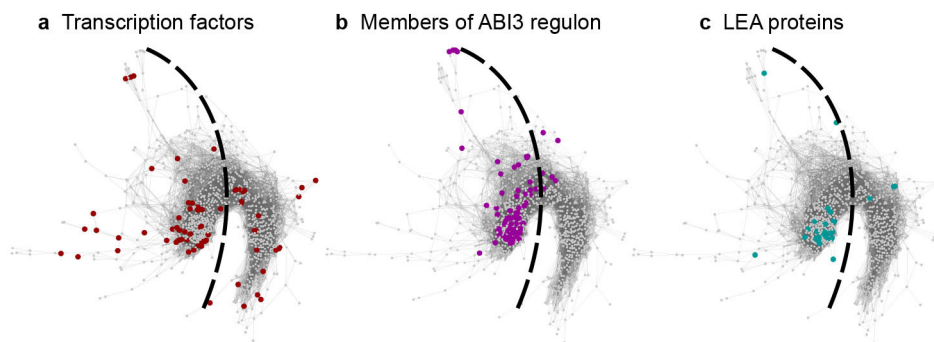 a Transcription factors
b Members of ABI3 regulon
c LEA proteins